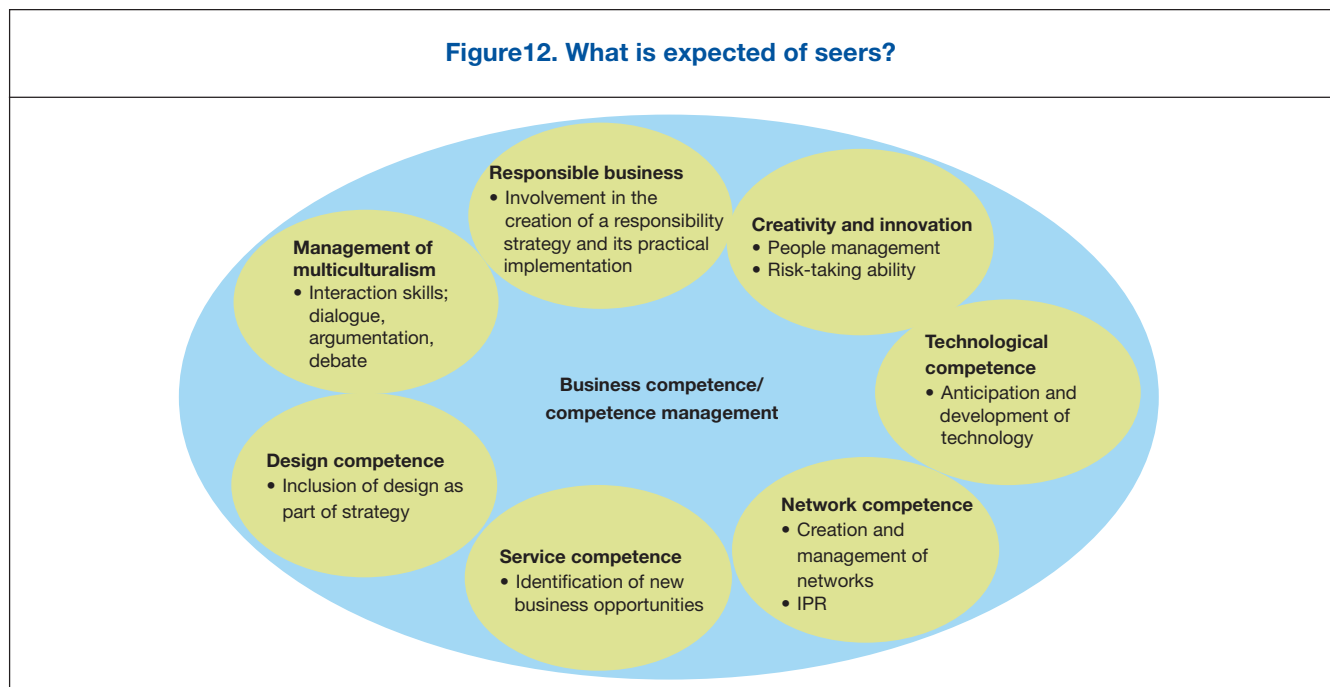 Figure12. What is expected of seers?
Responsible business
• Involvement in the
creation of a responsibility
strategy and its practical
implementation
Creativity and innovation
• People management
• Risk-taking ability
Management of
multiculturalism
• Interaction skills;
dialogue,
argumentation,
debate
Technological
competence
• Anticipation and
development of
technology
Business competence/
competence management
Design competence
• Inclusion of design as
part of strategy
Network competence
• Creation and
management of
networks
• IPR
Service competence
• Identification of new
business opportunities